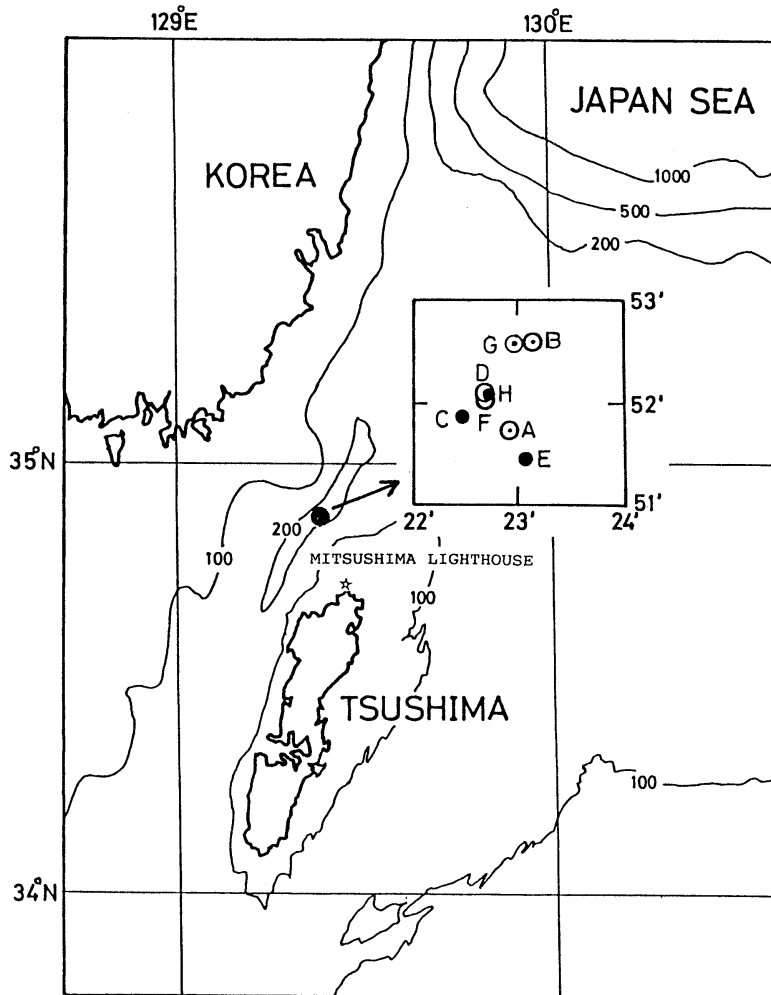 129°E 130°E
JAPAN SEA
KOREA
1000
500
200
53'
G B
D
H
52'
C F
A
E
35°N
51'
22' 23' 24'
200
100
MITSUSHIMA LIGHTHOUSE
100
TSUSHIMA
100
34°N